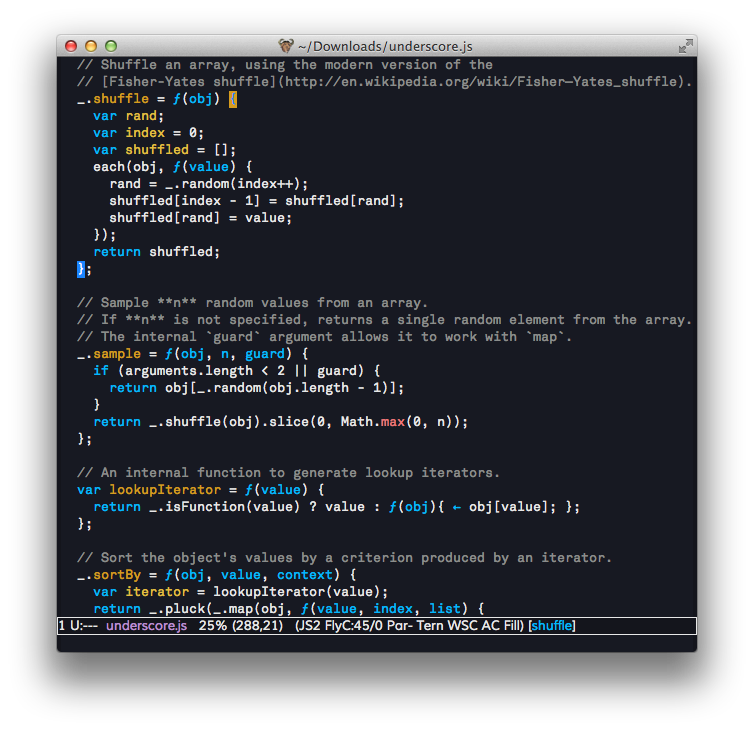 ~/Downloads/underscore.js
// Shuffle an array, using the modern version of the
// [Fisher-Yates shuffle](http://en.wikipedia.org/wiki/Fisher–Yates_shuffle).
_.shuffle = ƒ(obj) {
  var rand;
  var index = 0;
  var shuffled = [];
  each(obj, ƒ(value) {
    rand = _.random(index++);
    shuffled[index - 1] = shuffled[rand];
    shuffled[rand] = value;
  });
  return shuffled;
};

// Sample **n** random values from an array.
// If **n** is not specified, returns a single random element from the array.
// The internal `guard` argument allows it to work with `map`.
_.sample = ƒ(obj, n, guard) {
  if (arguments.length < 2 || guard) {
    return obj[_.random(obj.length - 1)];
  }
  return _.shuffle(obj).slice(0, Math.max(0, n));
};

// An internal function to generate lookup iterators.
var lookupIterator = ƒ(value) {
  return _.isFunction(value) ? value : ƒ(obj){ ← obj[value]; };
};

// Sort the object's values by a criterion produced by an iterator.
_.sortBy = ƒ(obj, value, context) {
  var iterator = lookupIterator(value);
  return _.pluck(_.map(obj, ƒ(value, index, list) {
1 U:--- underscore.js 25% (288,21) (JS2 FlyC:45/0 Par- Tern WSC AC Fill) [shuffle]